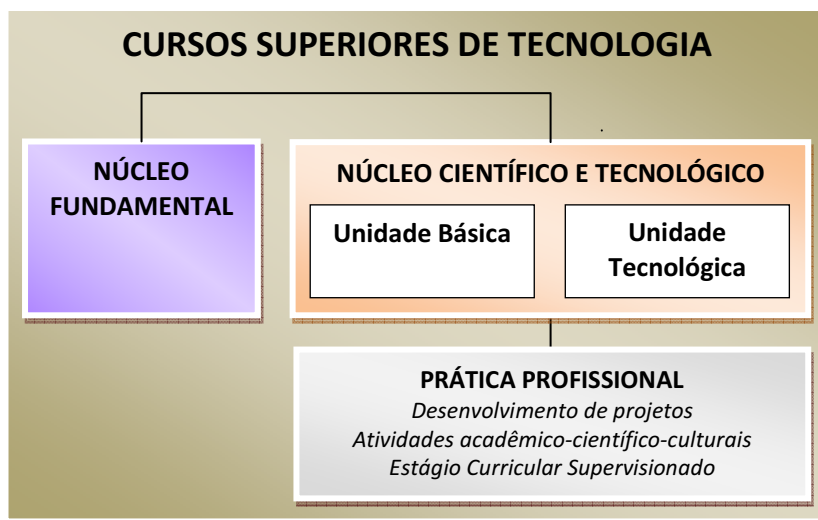 CURSOS SUPERIORES DE TECNOLOGIA
NÚCLEO
FUNDAMENTAL
NÚCLEO CIENTÍFICO E TECNOLÓGICO
Unidade Básica
Unidade
Tecnológica
PRÁTICA PROFISSIONAL
Desenvolvimento de projetos
Atividades acadêmico-científico-culturais
Estágio Curricular Supervisionado